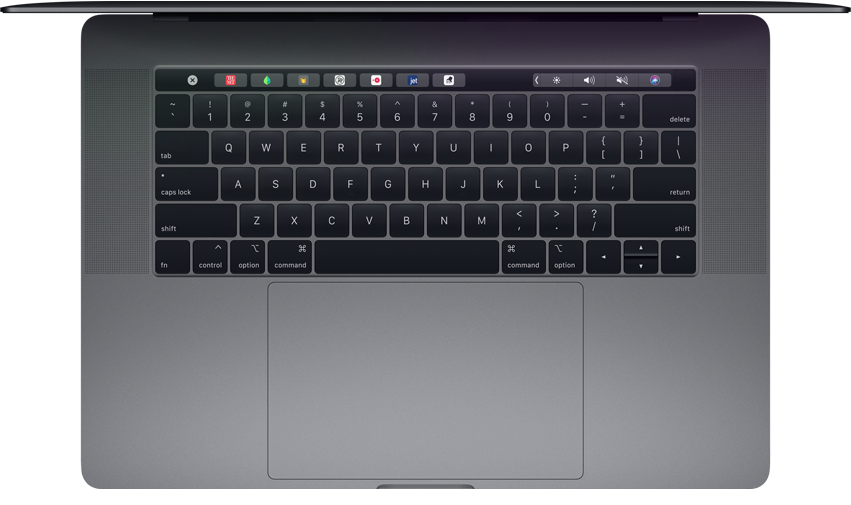 jet
~ ! @ # $ % ^ & * ( ) — +
` 1 2 3 4 5 6 7 8 9 0 - = delete
tab Q W E R T Y U I O P { [ } ] | \
caps lock A S D F G H J K L : ; " ' return
shift Z X C V B N M < , > . ? / shift
fn control option command command option